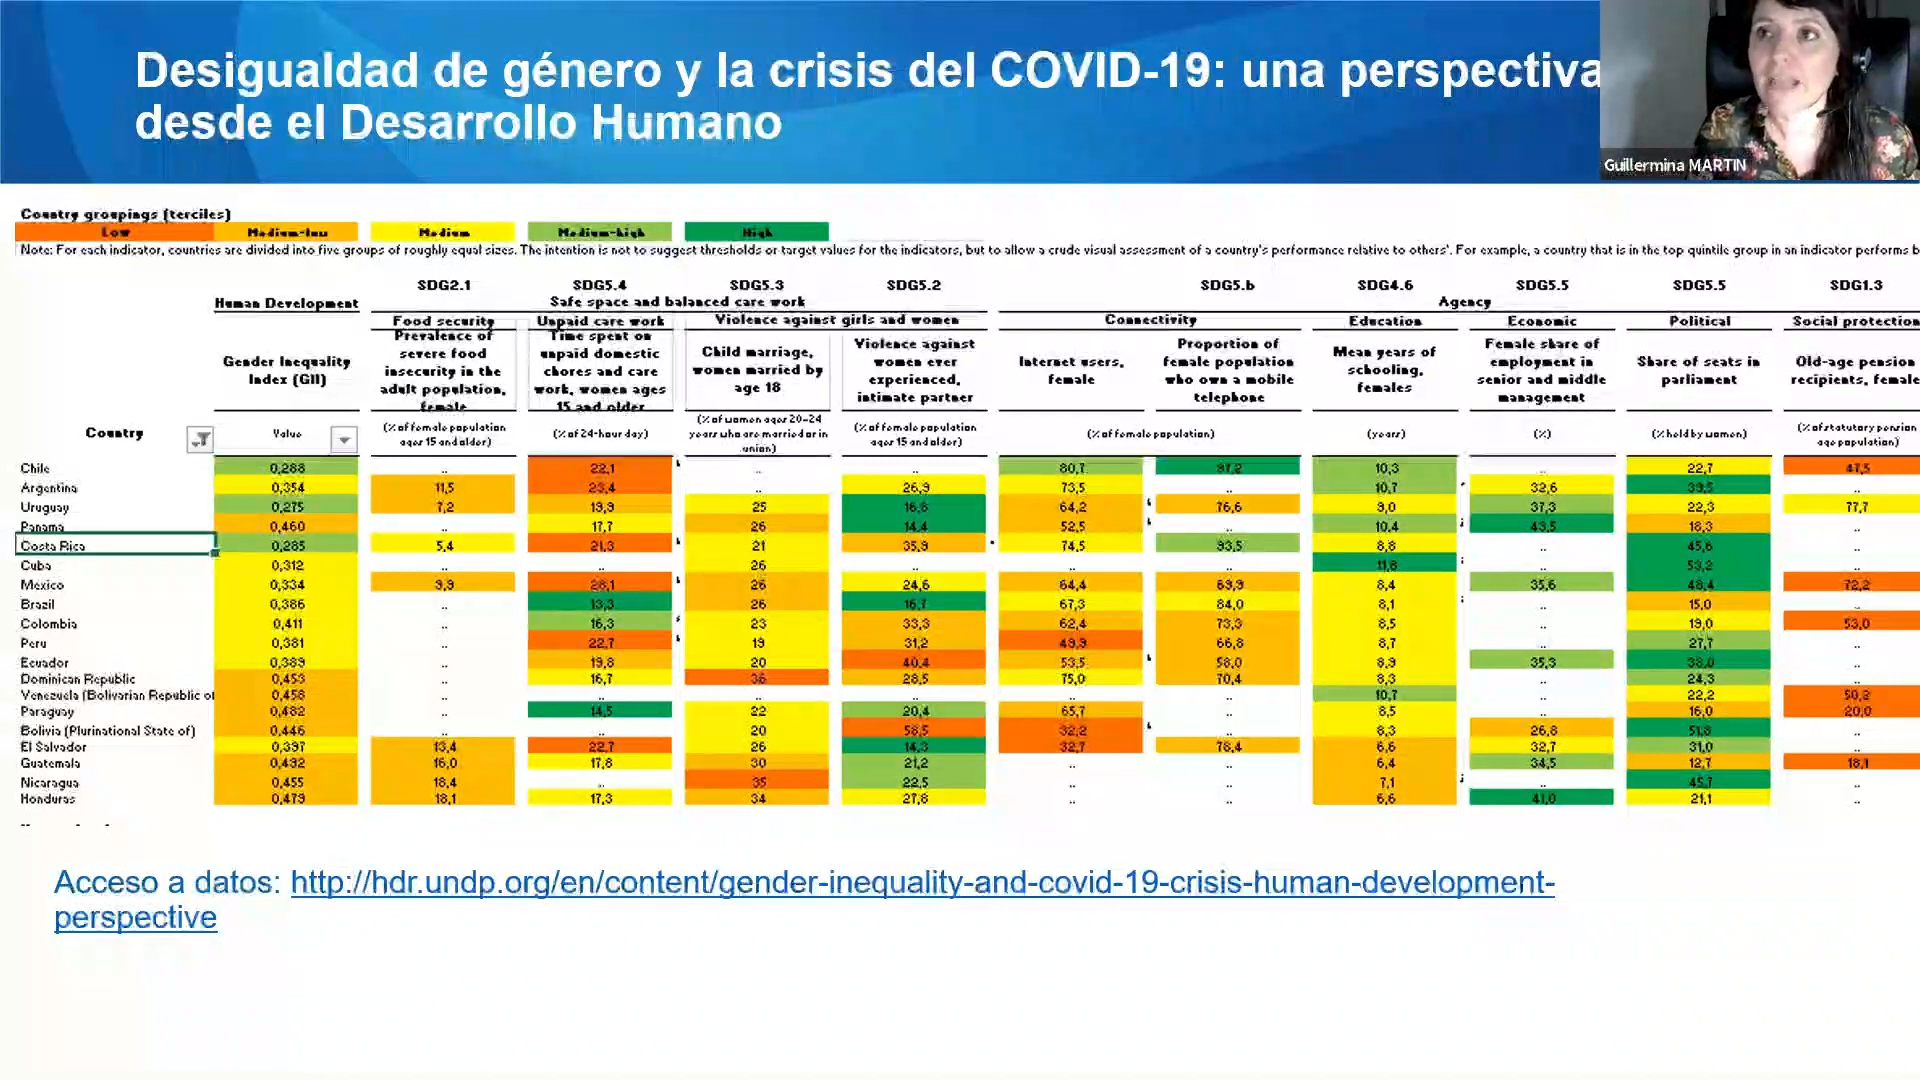 Desigualdad de género y la crisis del COVID-19: una perspectiva
desde el Desarrollo Humano
Guillermina MARTIN
Country groupings (terciles)
Low Medium-low Medium Medium-high High
Note: For each indicator, countries are divided into five groups of roughly equal sizes. The intention is not to suggest thresholds or target values for the indicators, but to allow a crude visual assessment of a country's performance relative to others'. For example, a country that is in the top quintile group in an indicator performs b
SDG2.1 SDG5.4 SDG5.3 SDG5.2 SDG5.b SDG4.6 SDG5.5 SDG5.5 SDG1.3
Human Development Safe space and balanced care work Agency
Food security Unpaid care work Violence against girls and women Connectivity Education Economic Political Social protection
Gender Inequality Index (GII) Prevalence of severe food insecurity in the adult population, female Time spent on unpaid domestic chores and care work, women ages 15 and older Child marriage, women married by age 18 Violence against women ever experienced, intimate partner Internet users, female Proportion of female population who own a mobile telephone Mean years of schooling, females Female share of employment in senior and middle management Share of seats in parliament Old-age pension recipients, female
Country Value (% of female population ages 15 and older) (% of 24-hour day) (% of women ages 20–24 years who are married or in union) (% of female population ages 15 and older) (% of female population) (years) (%) (% held by women) (% of statutory pension age population)
Chile 0,288 .. 22,1 .. .. 80,7 97,2 10,3 .. 22,7 47,5
Argentina 0,354 11,5 23,4 .. 26,9 73,5 .. 10,7 32,6 39,5 ..
Uruguay 0,275 7,2 19,9 25 16,8 64,2 76,6 9,0 37,3 22,3 77,7
Panama 0,460 .. 17,7 26 14,4 52,5 .. 10,4 43,5 18,3 ..
Costa Rica 0,285 5,4 21,3 21 35,9 74,5 93,5 8,8 .. 45,6 ..
Cuba 0,312 .. .. 26 .. .. .. 11,8 .. 53,2 ..
Mexico 0,334 9,9 28,1 26 24,6 64,4 69,9 8,4 35,6 48,4 72,2
Brazil 0,386 .. 13,3 26 16,7 67,3 84,0 8,1 .. 15,0 ..
Colombia 0,411 .. 16,3 23 33,3 62,4 73,3 8,5 .. 19,0 53,0
Peru 0,381 .. 22,7 19 31,2 49,9 66,8 8,7 .. 27,7 ..
Ecuador 0,389 .. 19,8 20 40,4 53,5 58,0 8,9 35,3 38,0 ..
Dominican Republic 0,453 .. 16,7 36 28,5 75,0 70,4 8,3 .. 24,3 ..
Venezuela (Bolivarian Republic of 0,458 .. .. .. .. .. .. 10,7 .. 22,2 50,2
Paraguay 0,482 .. 14,5 22 20,4 65,7 .. 8,5 .. 16,0 20,0
Bolivia (Plurinational State of) 0,446 .. .. 20 58,5 32,2 .. 8,3 26,8 51,8 ..
El Salvador 0,397 13,4 22,7 26 14,3 32,7 78,4 6,6 32,7 31,0 ..
Guatemala 0,492 16,0 17,8 30 21,2 .. .. 6,4 34,5 12,7 18,1
Nicaragua 0,455 18,4 .. 35 22,5 .. .. 7,1 .. 45,7 ..
Honduras 0,479 18,1 17,3 34 27,8 .. .. 6,6 41,0 21,1 ..
Acceso a datos: http://hdr.undp.org/en/content/gender-inequality-and-covid-19-crisis-human-development-
perspective